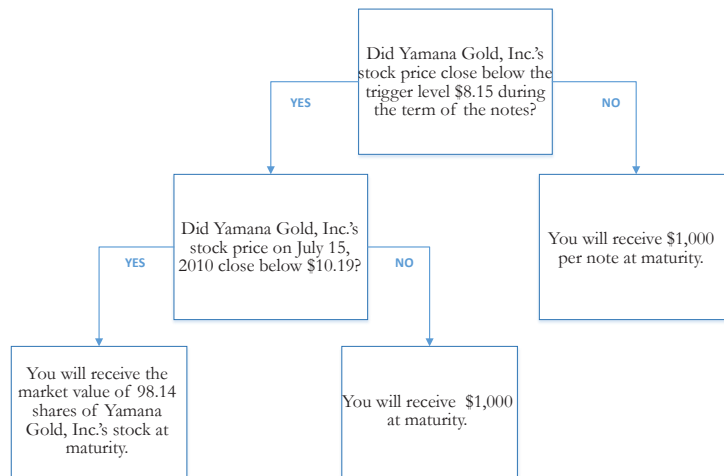 Did Yamana Gold, Inc.'s
stock price close below the
trigger level $8.15 during
the term of the notes?
YES
NO
Did Yamana Gold, Inc.'s
stock price on July 15,
2010 close below $10.19?
You will receive $1,000
per note at maturity.
YES
NO
You will receive the
market value of 98.14
shares of Yamana
Gold, Inc.'s stock at
maturity.
You will receive $1,000
at maturity.